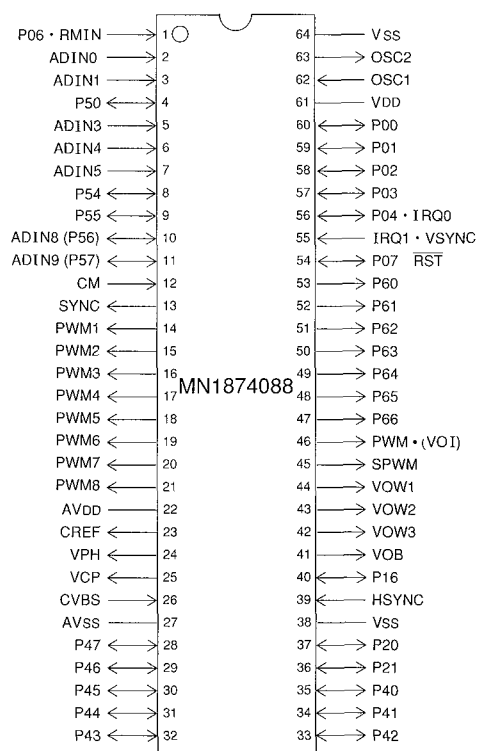 P06 · RMIN 1 64 VSS
ADIN0 2 63 OSC2
ADIN1 3 62 OSC1
P50 4 61 VDD
ADIN3 5 60 P00
ADIN4 6 59 P01
ADIN5 7 58 P02
P54 8 57 P03
P55 9 56 P04 · IRQ0
ADIN8 (P56) 10 55 IRQ1 · VSYNC
ADIN9 (P57) 11 54 P07 RST
CM 12 53 P60
SYNC 13 52 P61
PWM1 14 51 P62
PWM2 15 50 P63
PWM3 16 49 P64
MN1874088
PWM4 17 48 P65
PWM5 18 47 P66
PWM6 19 46 PWM · (VOI)
PWM7 20 45 SPWM
PWM8 21 44 VOW1
AVDD 22 43 VOW2
CREF 23 42 VOW3
VPH 24 41 VOB
VCP 25 40 P16
CVBS 26 39 HSYNC
AVSS 27 38 VSS
P47 28 37 P20
P46 29 36 P21
P45 30 35 P40
P44 31 34 P41
P43 32 33 P42